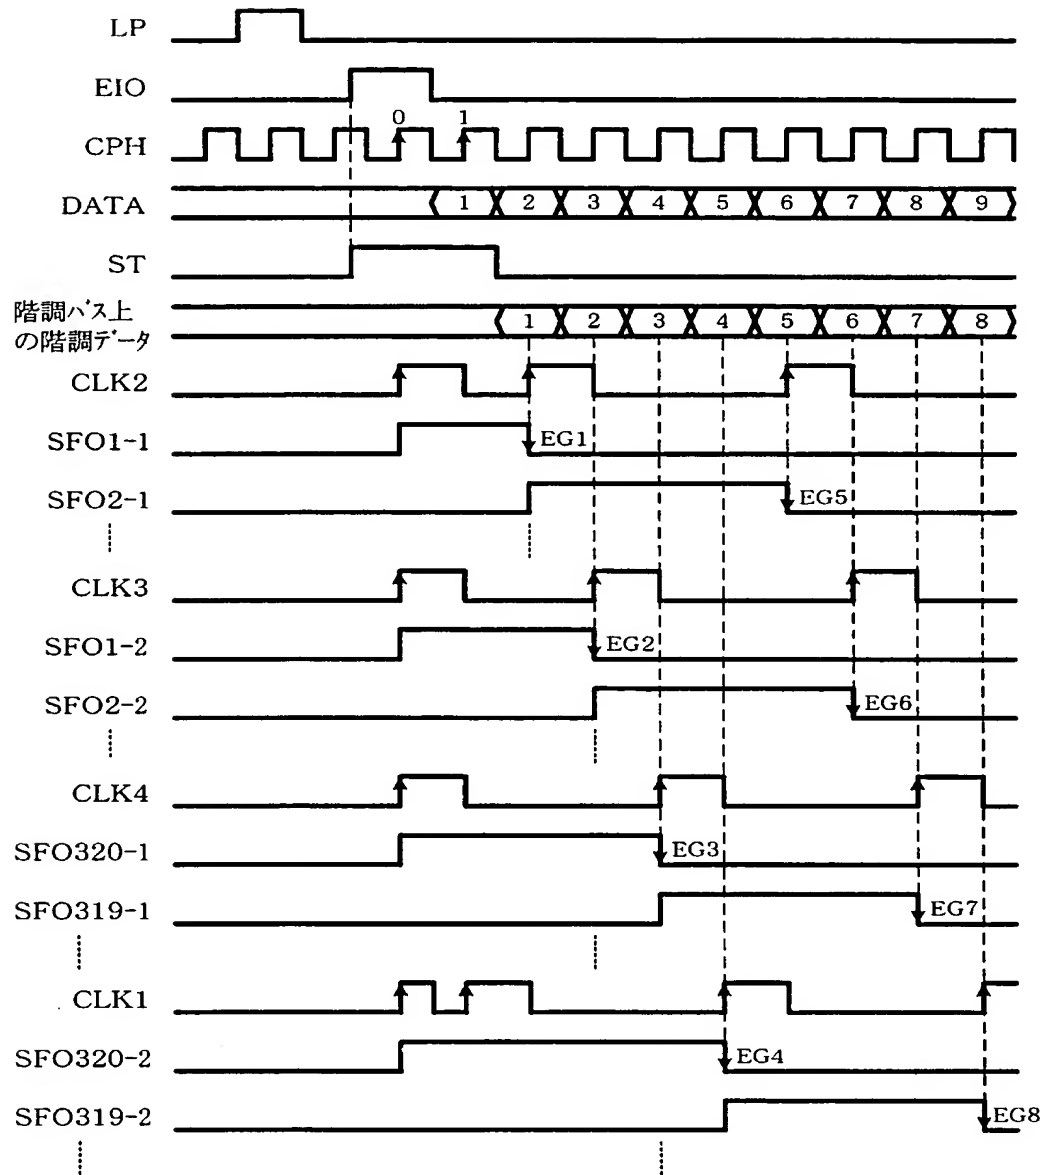 LP
EIO
0 1
CPH
DATA 1 2 3 4 5 6 7 8 9
ST
階調バス上
の階調データ
1 2 3 4 5 6 7 8
CLK2
SFO1-1 EG1
SFO2-1 EG5
CLK3
SFO1-2 EG2
SFO2-2 EG6
CLK4
SFO320-1 EG3
SFO319-1 EG7
CLK1
SFO320-2 EG4
SFO319-2 EG8